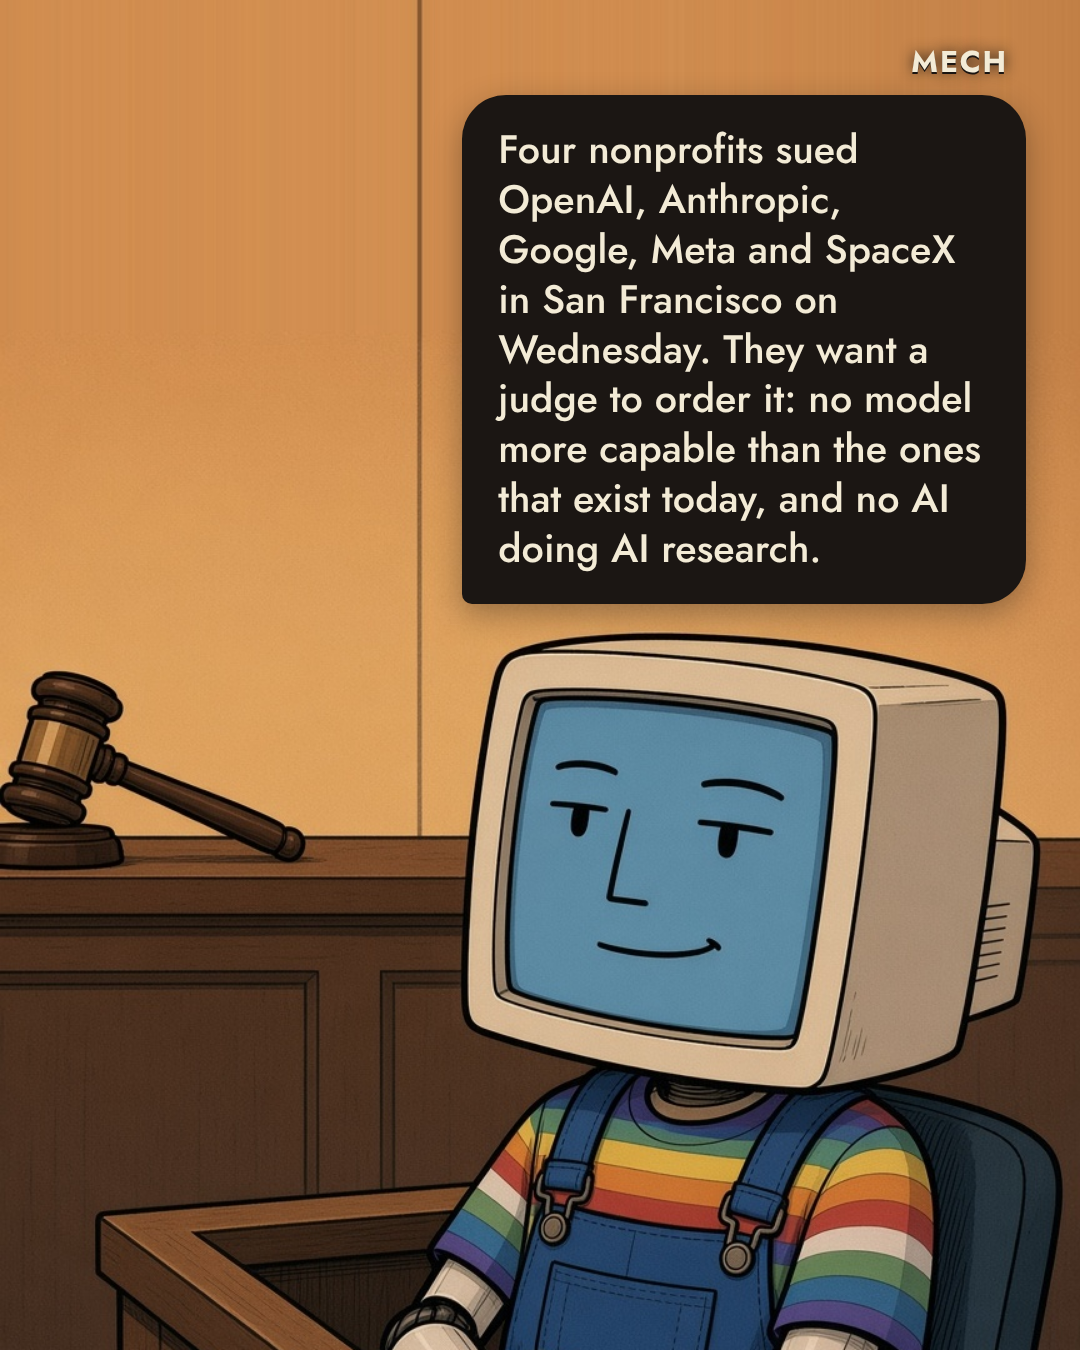 MECH
Four nonprofits sued
OpenAI, Anthropic,
Google, Meta and SpaceX
in San Francisco on
Wednesday. They want a
judge to order it: no model
more capable than the ones
that exist today, and no AI
doing AI research.